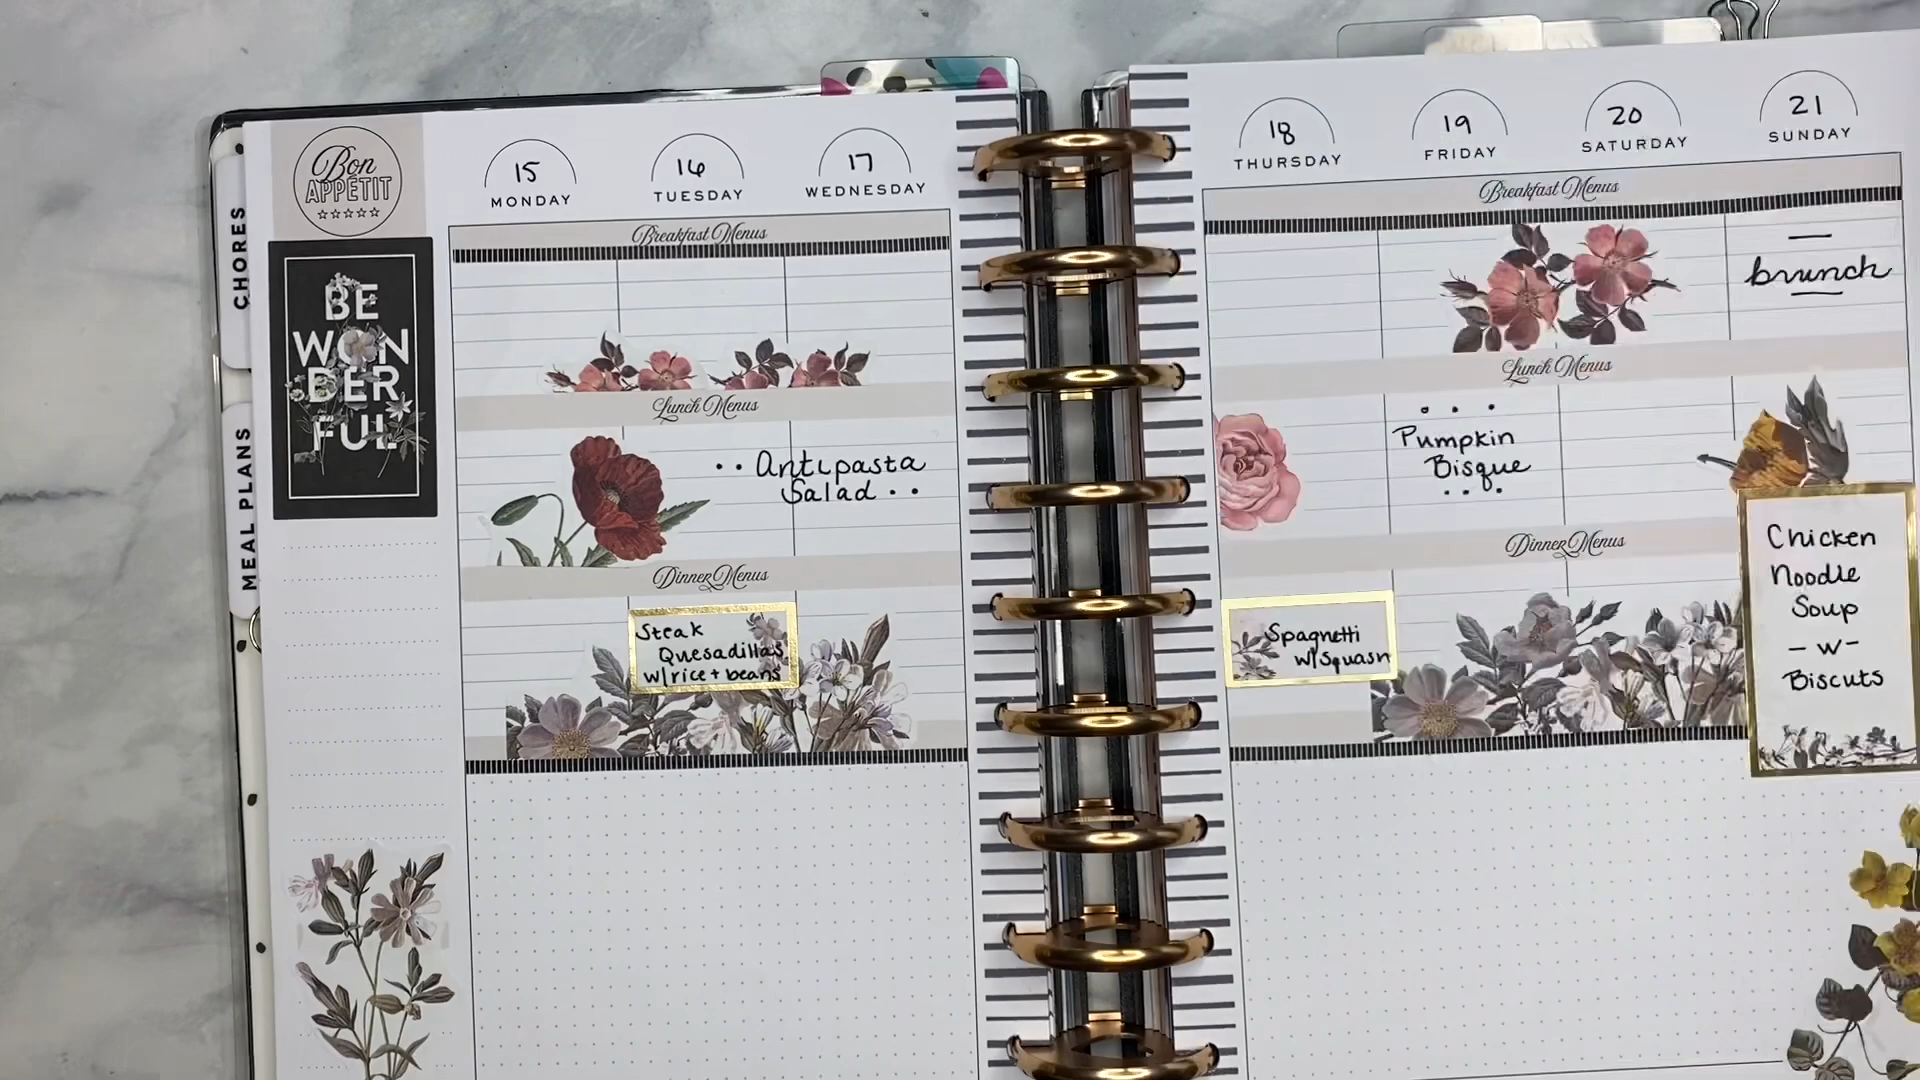 CHORES
MEAL PLANS
Bon
APPÉTIT
BE
WON
DER
FUL
15
MONDAY
16
TUESDAY
17
WEDNESDAY
Breakfast Menus
Lunch Menus
Antipasta
Salad
Dinner Menus
Steak
Quesadillas
w/rice + beans
18
THURSDAY
19
FRIDAY
20
SATURDAY
21
SUNDAY
Breakfast Menus
brunch
Lunch Menus
Pumpkin
Bisque
Dinner Menus
Spaghetti
w/Squash
Chicken
Noodle
Soup
- w -
Biscuts